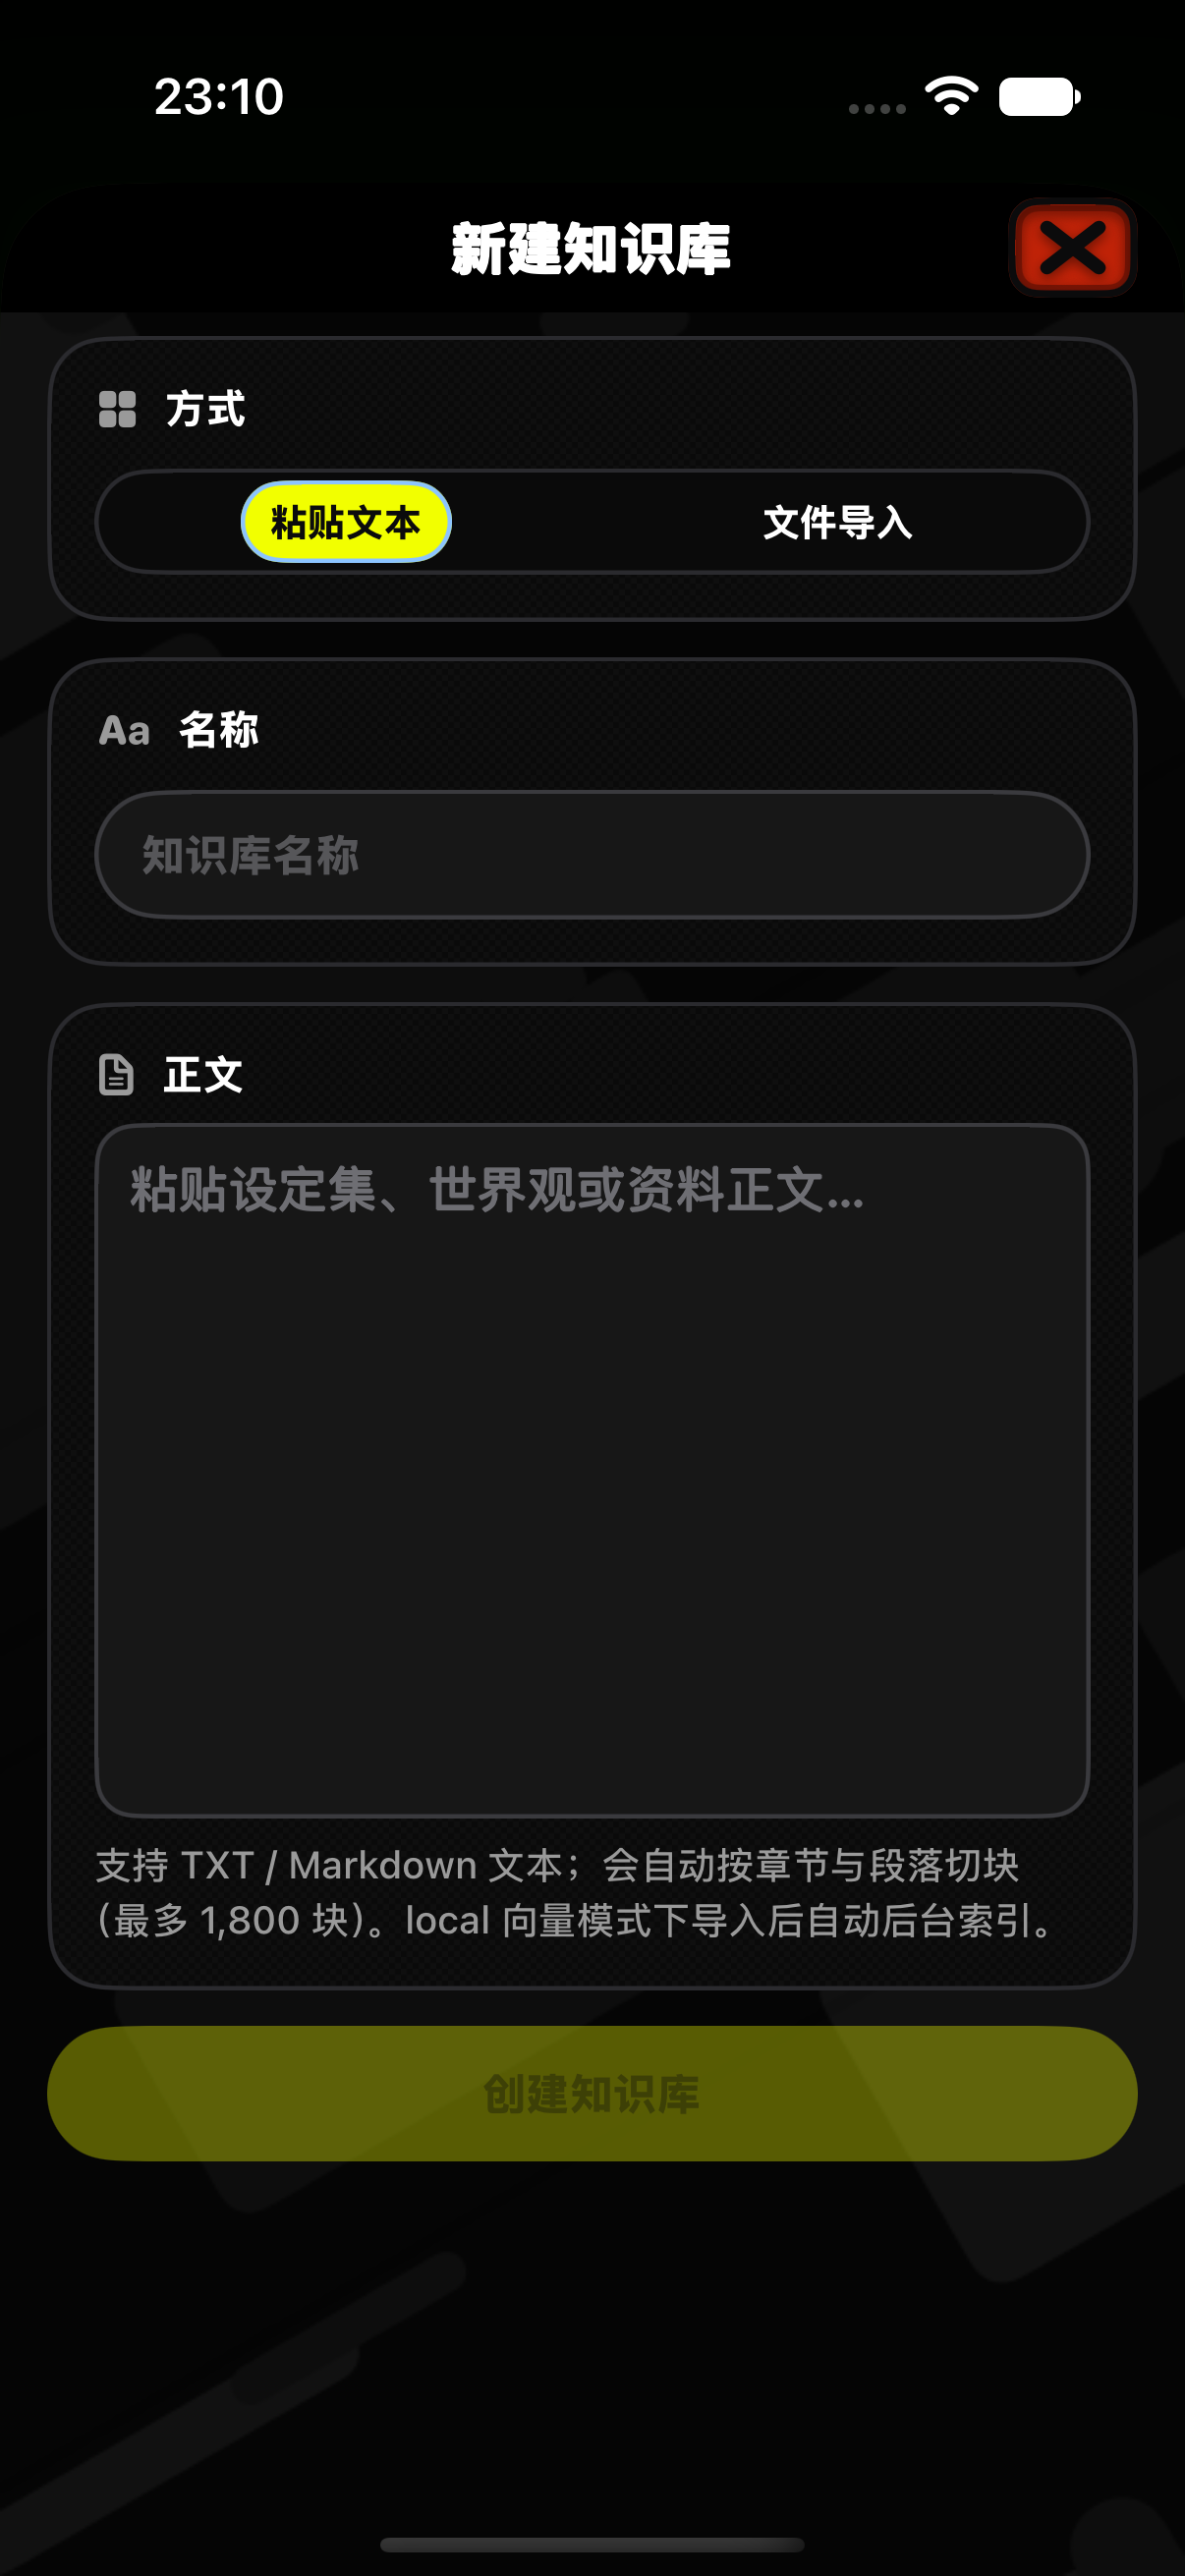 23:10
新建知识库
方式
粘贴文本
文件导入
Aa 名称
知识库名称
正文
粘贴设定集、世界观或资料正文...
支持 TXT / Markdown 文本；会自动按章节与段落切块
（最多 1,800 块）。local 向量模式下导入后自动后台索引。
创建知识库